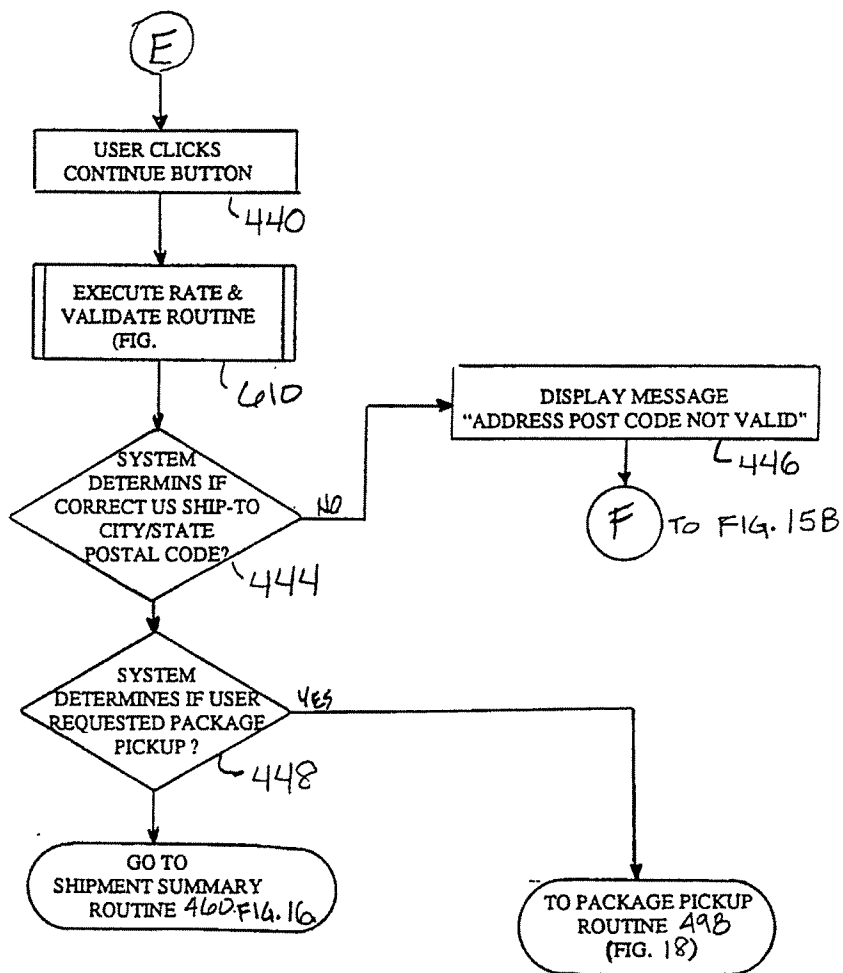 E
USER CLICKS
CONTINUE BUTTON
440
EXECUTE RATE &
VALIDATE ROUTINE
(FIG.
610
SYSTEM
DETERMINS IF
CORRECT US SHIP-TO
CITY/STATE
POSTAL CODE?
444
NO
DISPLAY MESSAGE
"ADDRESS POST CODE NOT VALID"
446
F TO FIG. 15B
SYSTEM
DETERMINES IF USER
REQUESTED PACKAGE
PICKUP ?
448
YES
GO TO
SHIPMENT SUMMARY
ROUTINE 460 FIG. 16
TO PACKAGE PICKUP
ROUTINE 498
(FIG. 18)